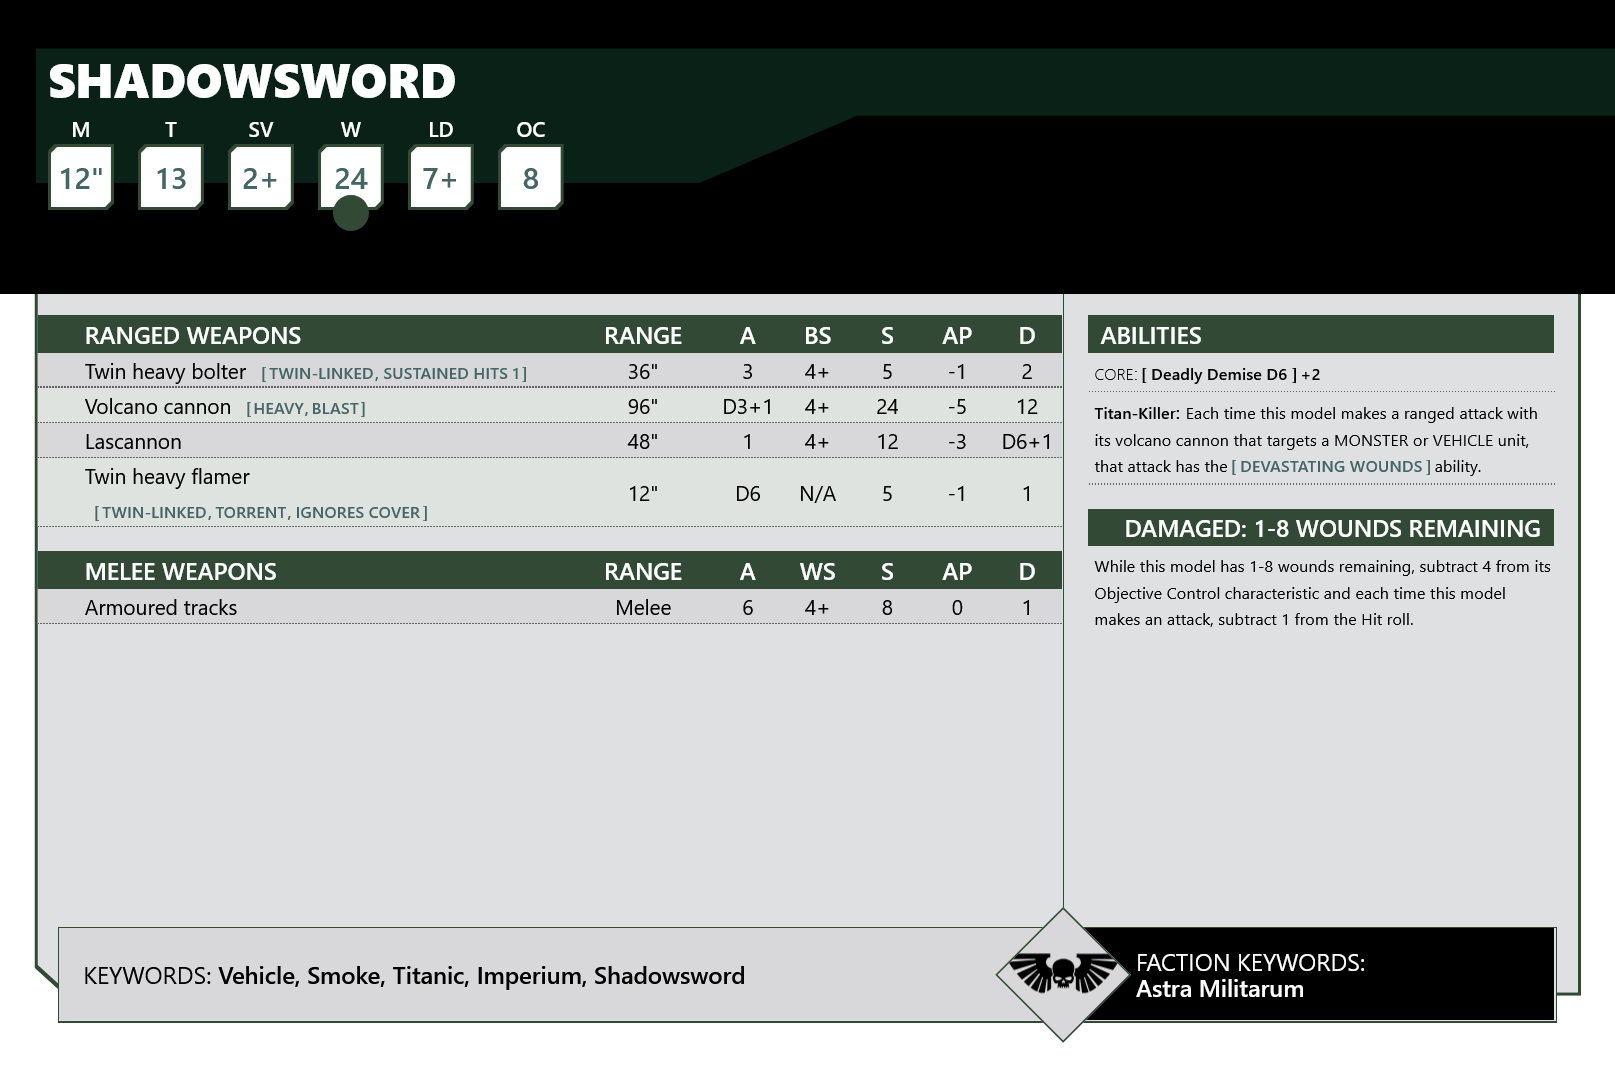 SHADOWSWORD
M T SV W LD OC
12" 13 2+ 24 7+ 8
RANGED WEAPONS RANGE A BS S AP D
Twin heavy bolter [TWIN-LINKED, SUSTAINED HITS 1] 36" 3 4+ 5 -1 2
Volcano cannon [HEAVY, BLAST] 96" D3+1 4+ 24 -5 12
Lascannon 48" 1 4+ 12 -3 D6+1
Twin heavy flamer 12" D6 N/A 5 -1 1
[TWIN-LINKED, TORRENT, IGNORES COVER]
MELEE WEAPONS RANGE A WS S AP D
Armoured tracks Melee 6 4+ 8 0 1
ABILITIES
CORE: [ Deadly Demise D6 ] +2
Titan-Killer: Each time this model makes a ranged attack with
its volcano cannon that targets a MONSTER or VEHICLE unit,
that attack has the [ DEVASTATING WOUNDS ] ability.
DAMAGED: 1-8 WOUNDS REMAINING
While this model has 1-8 wounds remaining, subtract 4 from its
Objective Control characteristic and each time this model
makes an attack, subtract 1 from the Hit roll.
KEYWORDS: Vehicle, Smoke, Titanic, Imperium, Shadowsword
FACTION KEYWORDS:
Astra Militarum